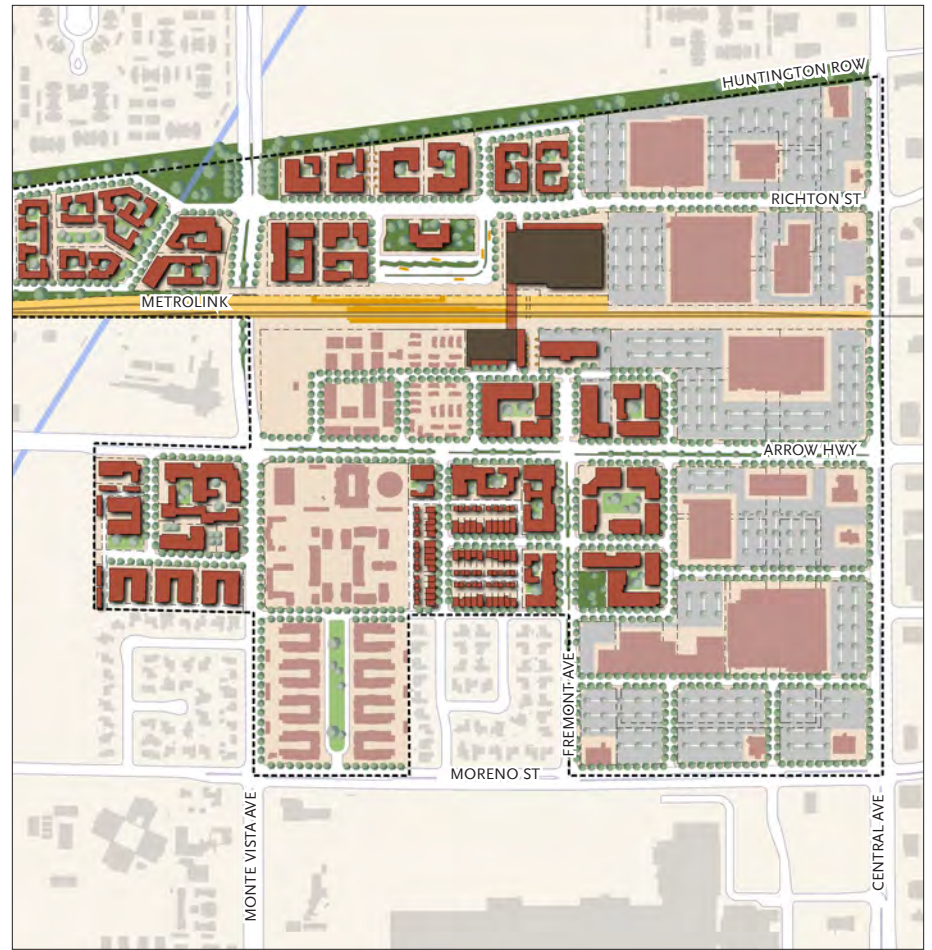 HUNTINGTON ROW
RICHTON ST
METROLINK
ARROW HWY
FREMONT AVE
MORENO ST
MONTE VISTA AVE
CENTRAL AVE